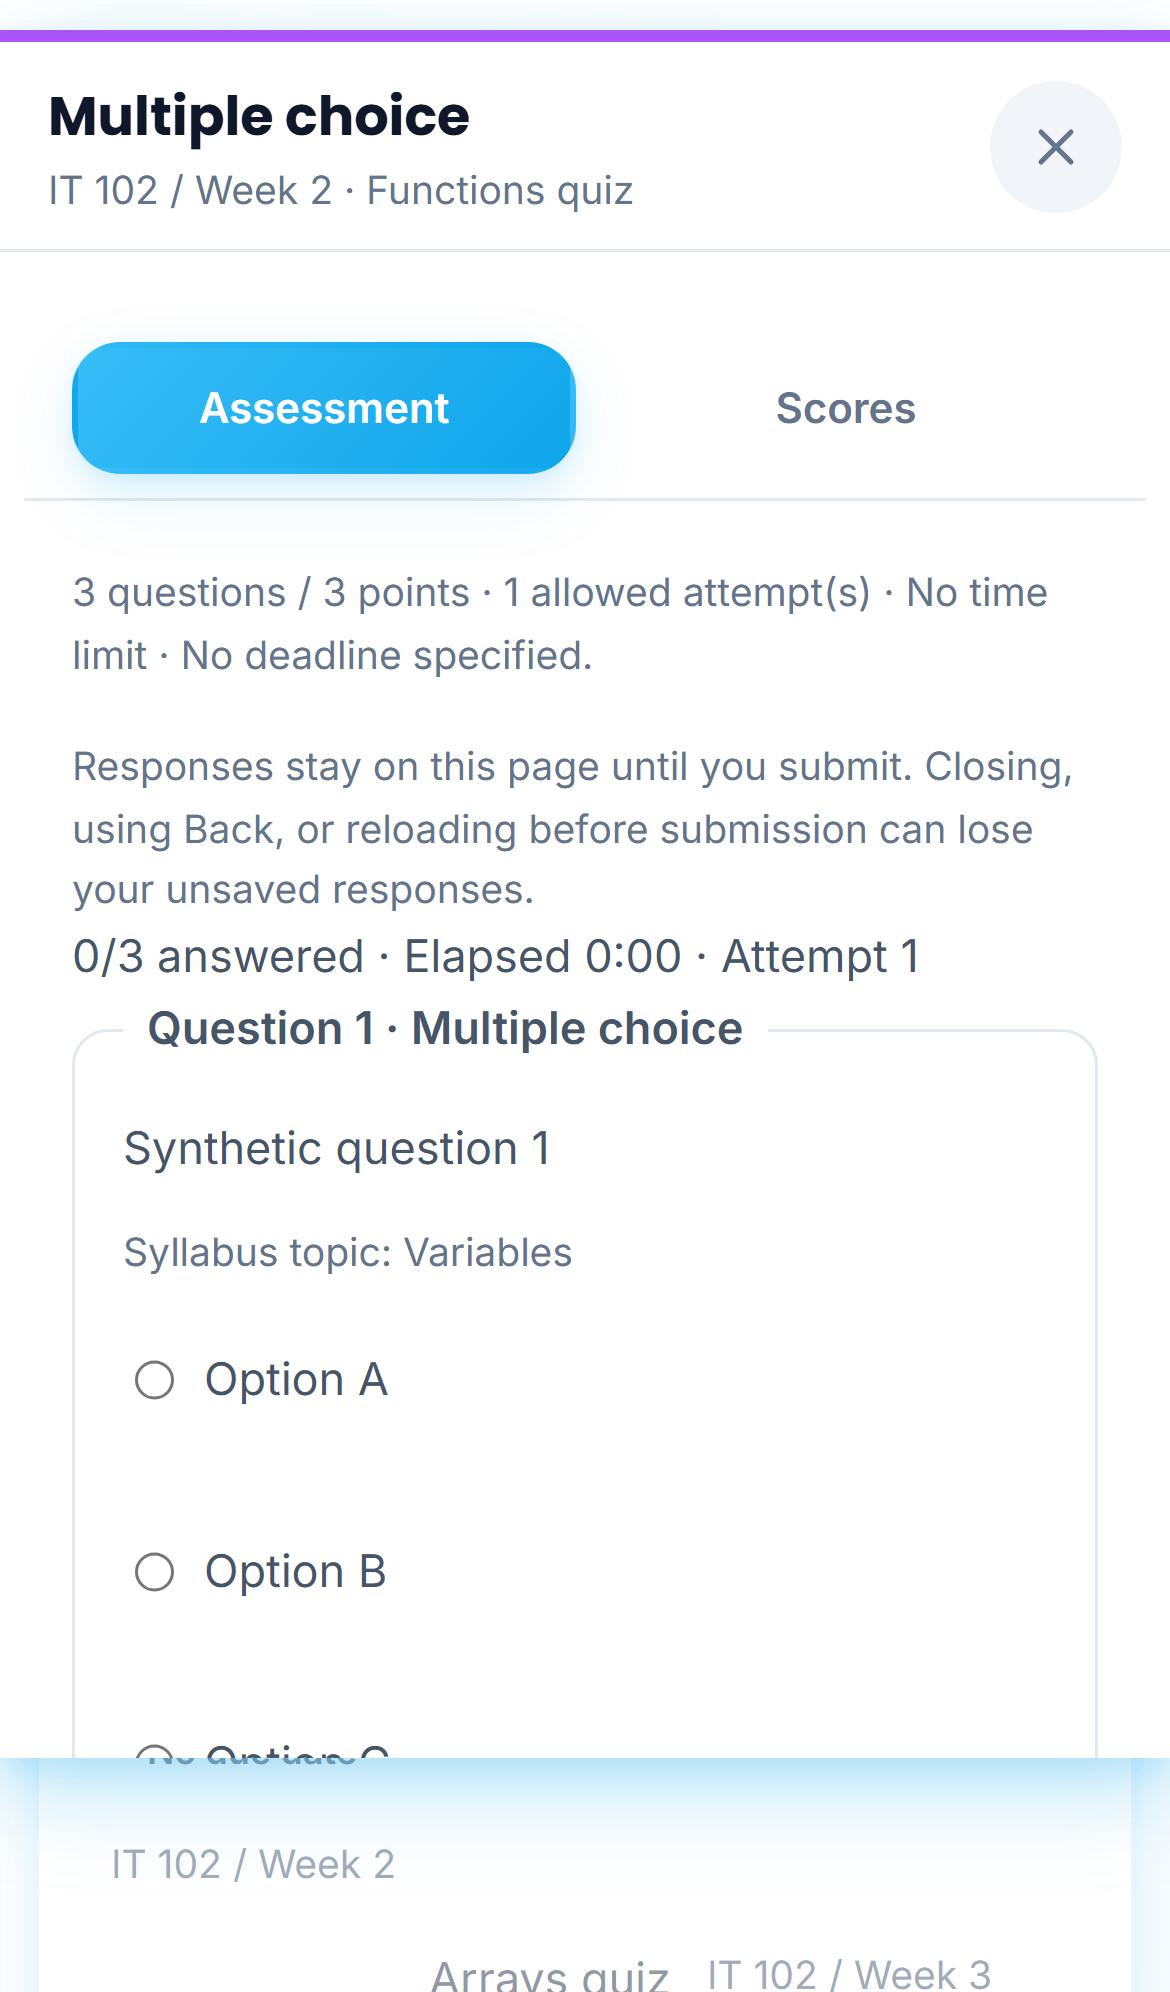 Multiple choice
IT 102 / Week 2 · Functions quiz
Assessment
Scores
3 questions / 3 points · 1 allowed attempt(s) · No time
limit · No deadline specified.
Responses stay on this page until you submit. Closing,
using Back, or reloading before submission can lose
your unsaved responses.
0/3 answered · Elapsed 0:00 · Attempt 1
Question 1 · Multiple choice
Synthetic question 1
Syllabus topic: Variables
Option A
Option B
Option C
IT 102 / Week 2
Arrays quiz
IT 102 / Week 3